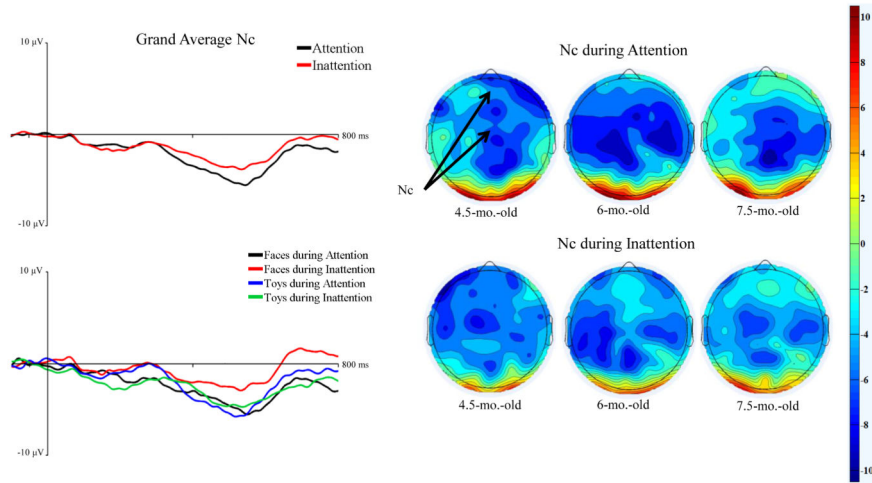 Grand Average Nc
10 μV
Attention
Inattention
800 ms
-10 μV
10 μV
Faces during Attention
Faces during Inattention
Toys during Attention
Toys during Inattention
800 ms
-10 μV
Nc during Attention
Nc
4.5-mo.-old
6-mo.-old
7.5-mo.-old
Nc during Inattention
4.5-mo.-old
6-mo.-old
7.5-mo.-old
10
8
6
4
2
0
-2
-4
-6
-8
-10